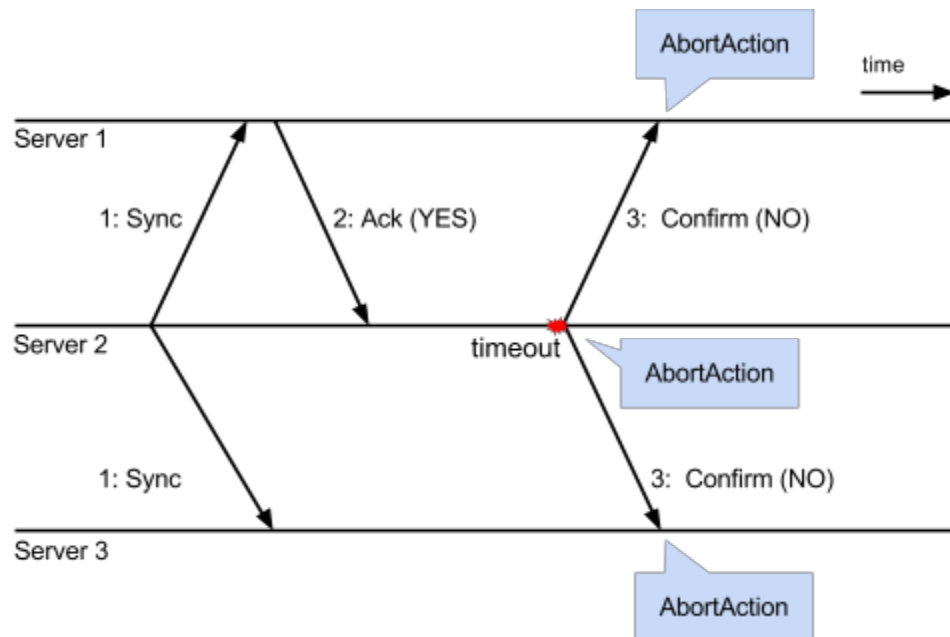 AbortAction
time
Server 1
1: Sync
2: Ack (YES)
3: Confirm (NO)
Server 2
timeout
AbortAction
1: Sync
3: Confirm (NO)
Server 3
AbortAction